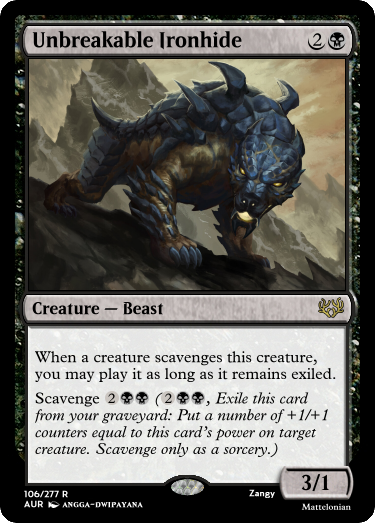 Unbreakable Ironhide 2
Creature — Beast
When a creature scavenges this creature,
you may play it as long as it remains exiled.
Scavenge 2 (2, Exile this card
from your graveyard: Put a number of +1/+1
counters equal to this card's power on target
creature. Scavenge only as a sorcery.)
3/1
106/277 R Zangy
AUR ANGGA-DWIPAYANA Mattelonian